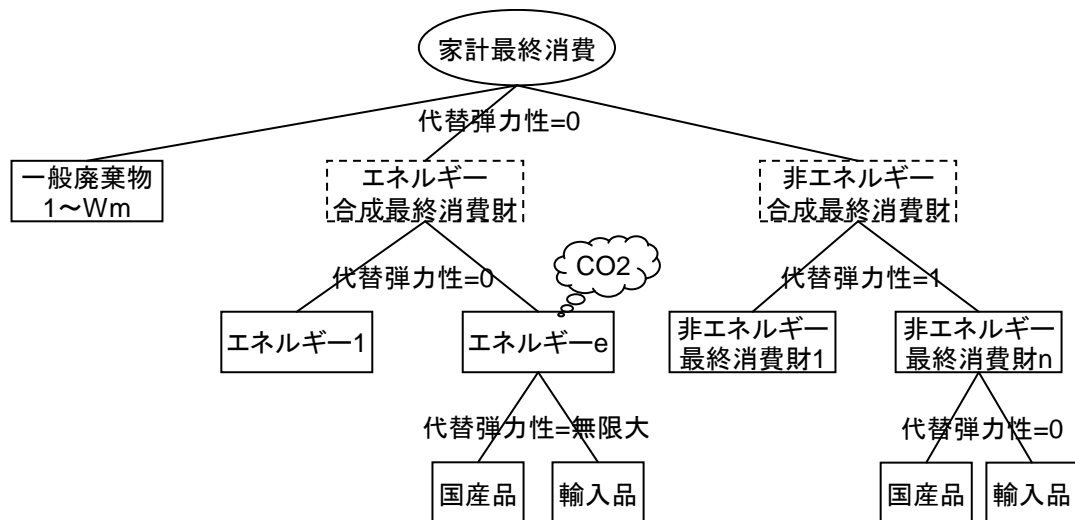 家計最終消費
代替弾力性=0
一般廃棄物
1～Wm
エネルギー
合成最終消費財
非エネルギー
合成最終消費財
CO2
代替弾力性=0
代替弾力性=1
エネルギー1
エネルギーe
非エネルギー
最終消費財1
非エネルギー
最終消費財n
代替弾力性=無限大
代替弾力性=0
国産品
輸入品
国産品
輸入品